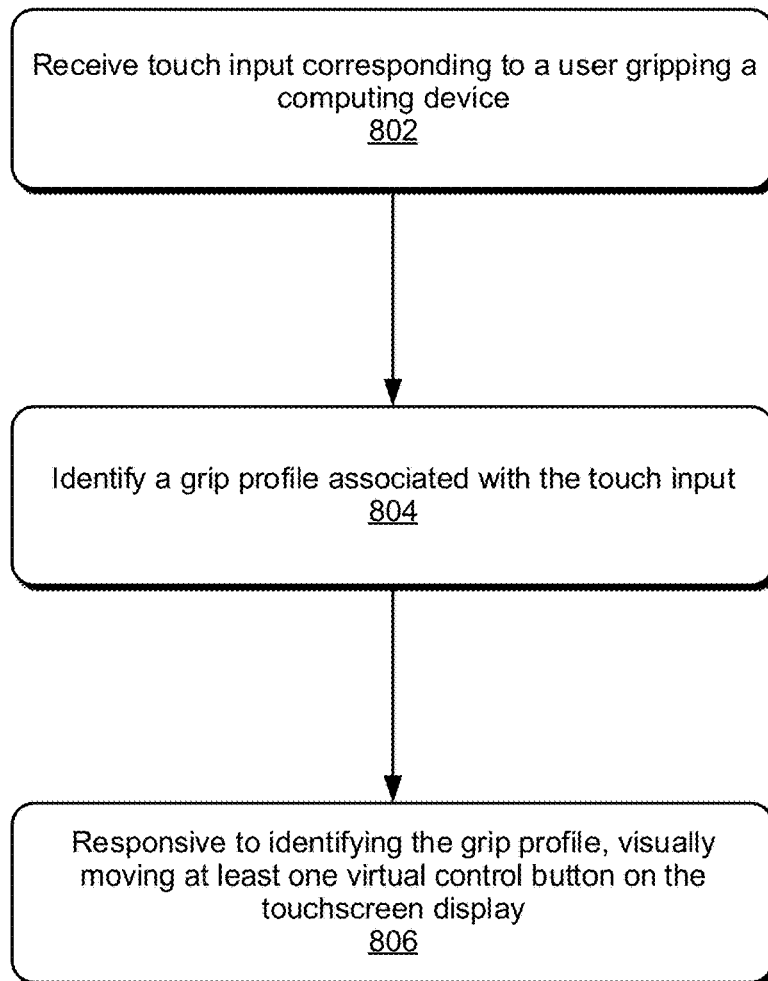 Receive touch input corresponding to a user gripping a
computing device
802
Identify a grip profile associated with the touch input
804
Responsive to identifying the grip profile, visually
moving at least one virtual control button on the
touchscreen display
806